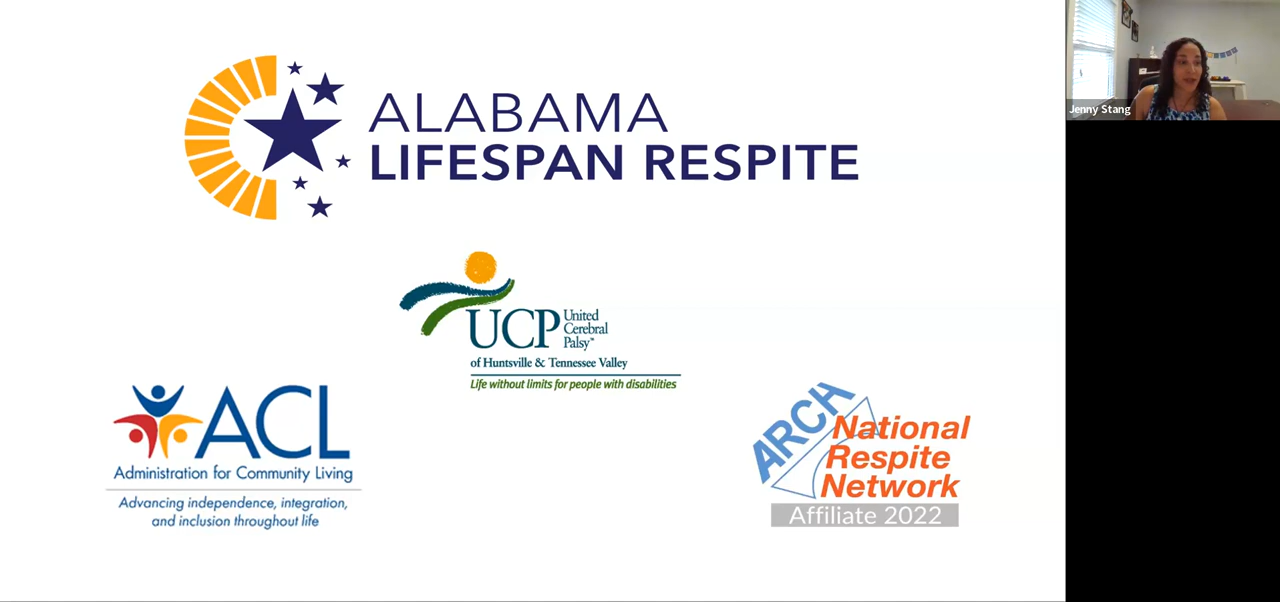 ALABAMA
LIFESPAN RESPITE
Jenny Stang
UCP United
Cerebral
Palsy™
of Huntsville & Tennessee Valley
Life without limits for people with disabilities
ACL
Administration for Community Living
Advancing independence, integration,
and inclusion throughout life
ARCH
National
Respite
Network
Affiliate 2022